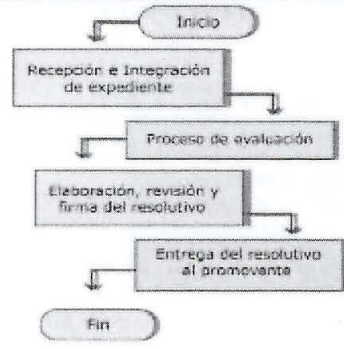 Inicio
Recepción e Integración
de expediente
Proceso de evaluación
Elaboración, revisión y
firma del resolutivo
Entrega del resolutivo
al promovente
Fin